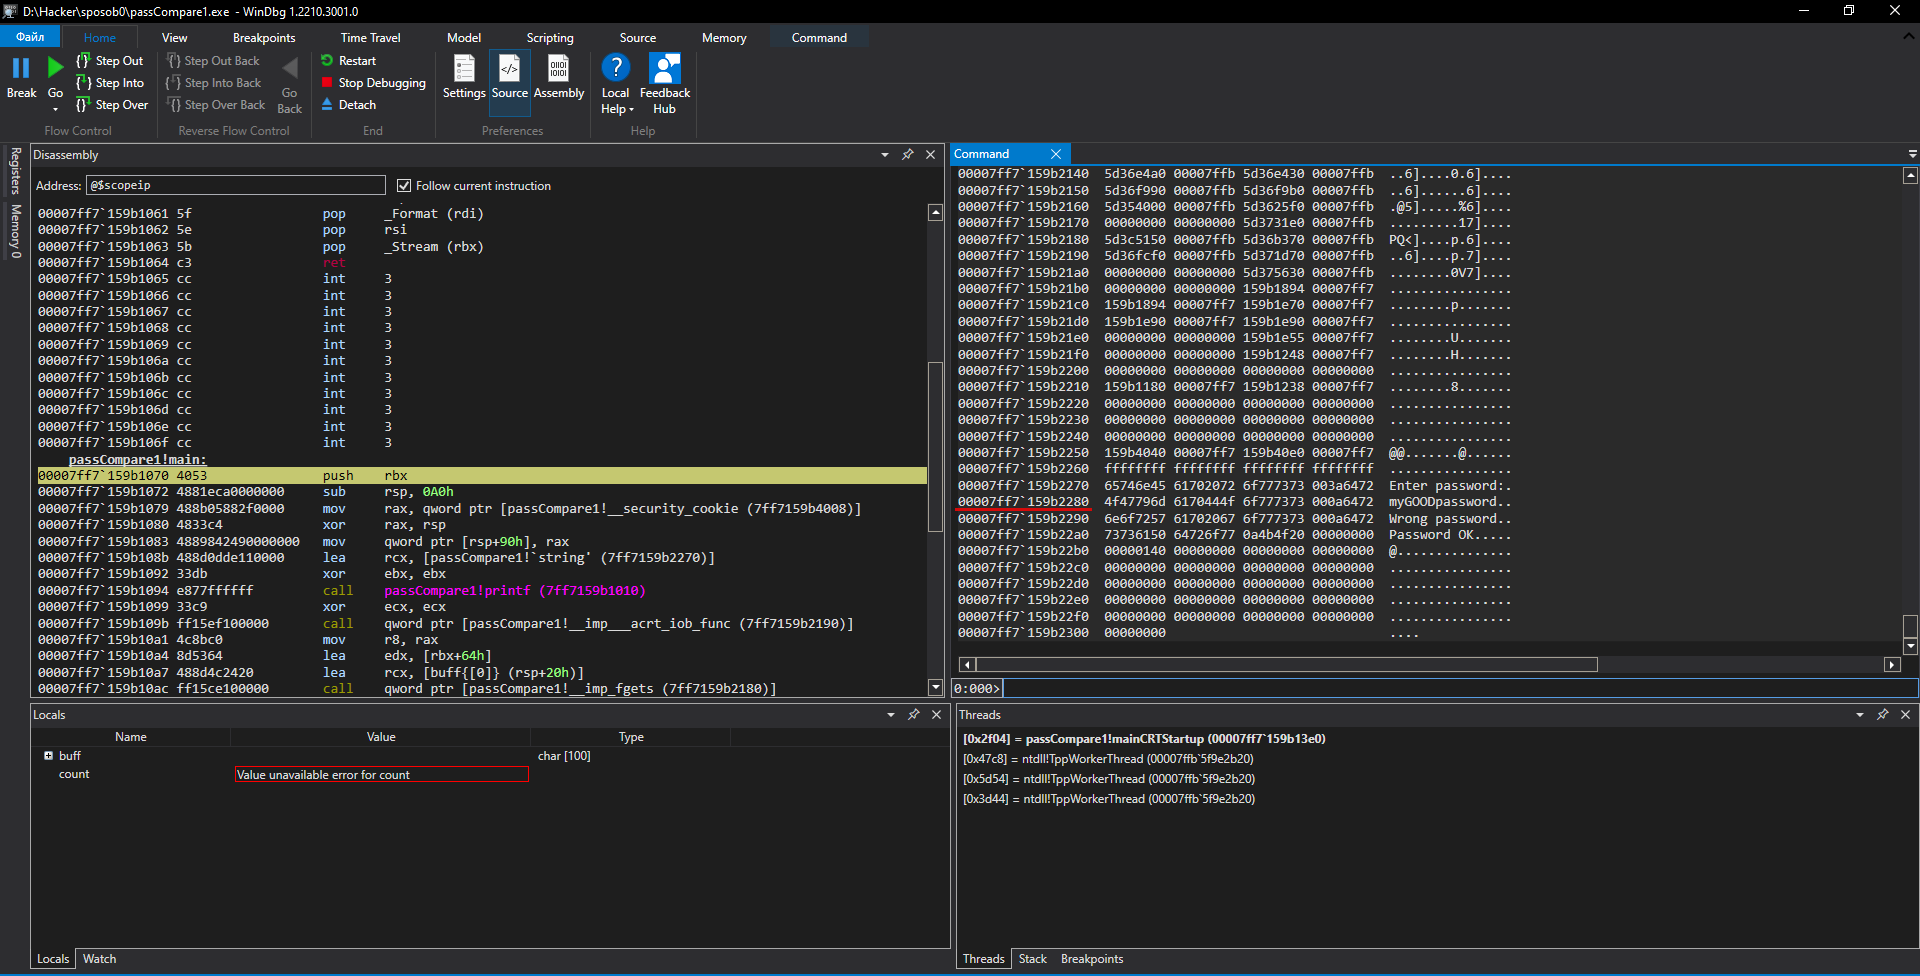 D:\Hacker\sposob0\passCompare1.exe - WinDbg 1.2210.3001.0
Файл Home View Breakpoints Time Travel Model Scripting Source Memory Command
Break
Go
Step Out
Step Into
Step Over
Flow Control
Step Out Back
Step Into Back
Step Over Back
Go Back
Reverse Flow Control
Restart
Stop Debugging
Detach
End
Settings Source Assembly
Preferences
Local Help
Feedback Hub
Help
Registers
Memory 0
Disassembly
Address: @$scopeip Follow current instruction
00007ff7`159b1061 5f pop _Format (rdi)
00007ff7`159b1062 5e pop rsi
00007ff7`159b1063 5b pop _Stream (rbx)
00007ff7`159b1064 c3 ret
00007ff7`159b1065 cc int 3
00007ff7`159b1066 cc int 3
00007ff7`159b1067 cc int 3
00007ff7`159b1068 cc int 3
00007ff7`159b1069 cc int 3
00007ff7`159b106a cc int 3
00007ff7`159b106b cc int 3
00007ff7`159b106c cc int 3
00007ff7`159b106d cc int 3
00007ff7`159b106e cc int 3
00007ff7`159b106f cc int 3
passCompare1!main:
00007ff7`159b1070 4053 push rbx
00007ff7`159b1072 4881eca0000000 sub rsp, 0A0h
00007ff7`159b1079 488b05882f0000 mov rax, qword ptr [passCompare1!__security_cookie (7ff7159b4008)]
00007ff7`159b1080 4833c4 xor rax, rsp
00007ff7`159b1083 4889842490000000 mov qword ptr [rsp+90h], rax
00007ff7`159b108b 488d0dde110000 lea rcx, [passCompare1!`string' (7ff7159b2270)]
00007ff7`159b1092 33db xor ebx, ebx
00007ff7`159b1094 e877ffffff call passCompare1!printf (7ff7159b1010)
00007ff7`159b1099 33c9 xor ecx, ecx
00007ff7`159b109b ff15ef100000 call qword ptr [passCompare1!__imp___acrt_iob_func (7ff7159b2190)]
00007ff7`159b10a1 4c8bc0 mov r8, rax
00007ff7`159b10a4 8d5364 lea edx, [rbx+64h]
00007ff7`159b10a7 488d4c2420 lea rcx, [buff{[0]} (rsp+20h)]
00007ff7`159b10ac ff15ce100000 call qword ptr [passCompare1!__imp_fgets (7ff7159b2180)]
Command
00007ff7`159b2140 5d36e4a0 00007ffb 5d36e430 00007ffb ..6]....0.6]....
00007ff7`159b2150 5d36f990 00007ffb 5d36f9b0 00007ffb ..6]......6]....
00007ff7`159b2160 5d354000 00007ffb 5d3625f0 00007ffb .@5].....%6]....
00007ff7`159b2170 00000000 00000000 5d3731e0 00007ffb .........17]....
00007ff7`159b2180 5d3c5150 00007ffb 5d36b370 00007ffb PQ<]....p.6]....
00007ff7`159b2190 5d36fcf0 00007ffb 5d371d70 00007ffb ..6]....p.7]....
00007ff7`159b21a0 00000000 00000000 5d375630 00007ffb ........0V7]....
00007ff7`159b21b0 00000000 00000000 159b1894 00007ff7 ................
00007ff7`159b21c0 159b1894 00007ff7 159b1e70 00007ff7 ........p.......
00007ff7`159b21d0 159b1e90 00007ff7 159b1e90 00007ff7 ................
00007ff7`159b21e0 00000000 00000000 159b1e55 00007ff7 ........U.......
00007ff7`159b21f0 00000000 00000000 159b1248 00007ff7 ........H.......
00007ff7`159b2200 00000000 00000000 00000000 00000000 ................
00007ff7`159b2210 159b1180 00007ff7 159b1238 00007ff7 ........8.......
00007ff7`159b2220 00000000 00000000 00000000 00000000 ................
00007ff7`159b2230 00000000 00000000 00000000 00000000 ................
00007ff7`159b2240 00000000 00000000 00000000 00000000 ................
00007ff7`159b2250 159b4040 00007ff7 159b40e0 00007ff7 @@.......@......
00007ff7`159b2260 ffffffff ffffffff ffffffff ffffffff ................
00007ff7`159b2270 65746e45 61702072 6f777373 003a6472 Enter password:.
00007ff7`159b2280 4f47796d 6170444f 6f777373 000a6472 myGOODpassword..
00007ff7`159b2290 6e6f7257 61702067 6f777373 000a6472 Wrong password..
00007ff7`159b22a0 73736150 64726f77 0a4b4f20 00000000 Password OK.....
00007ff7`159b22b0 00000140 00000000 00000000 00000000 @...............
00007ff7`159b22c0 00000000 00000000 00000000 00000000 ................
00007ff7`159b22d0 00000000 00000000 00000000 00000000 ................
00007ff7`159b22e0 00000000 00000000 00000000 00000000 ................
00007ff7`159b22f0 00000000 00000000 00000000 00000000 ................
00007ff7`159b2300 00000000 ....
0:000>
Locals
Name Value Type
buff char [100]
count Value unavailable error for count
Locals Watch
Threads
[0x2f04] = passCompare1!mainCRTStartup (00007ff7`159b13e0)
[0x47c8] = ntdll!TppWorkerThread (00007ffb`5f9e2b20)
[0x5d54] = ntdll!TppWorkerThread (00007ffb`5f9e2b20)
[0x3d44] = ntdll!TppWorkerThread (00007ffb`5f9e2b20)
Threads Stack Breakpoints